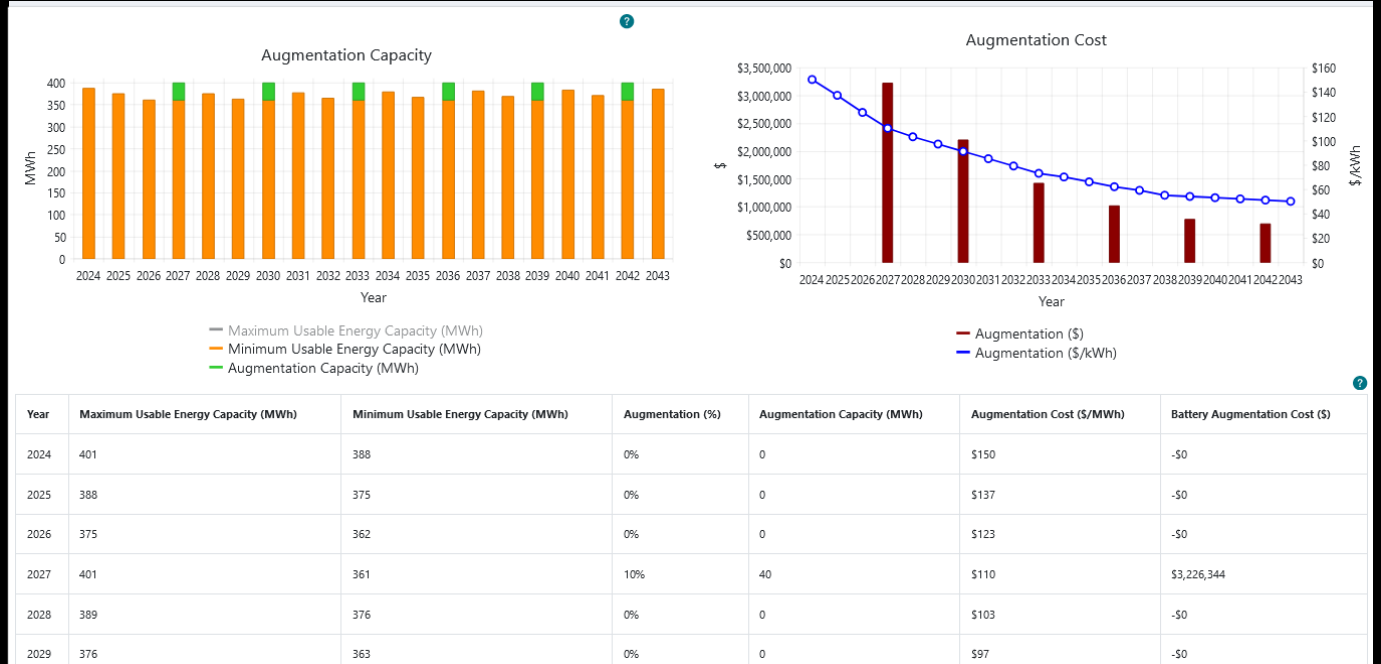 ?
Augmentation Capacity
400
350
300
250
200
150
100
50
0
MWh
2024 2025 2026 2027 2028 2029 2030 2031 2032 2033 2034 2035 2036 2037 2038 2039 2040 2041 2042 2043
Year
Maximum Usable Energy Capacity (MWh)
Minimum Usable Energy Capacity (MWh)
Augmentation Capacity (MWh)
Augmentation Cost
$3,500,000
$3,000,000
$2,500,000
$2,000,000
$1,500,000
$1,000,000
$500,000
$0
$
$160
$140
$120
$100
$80
$60
$40
$20
$0
$/kWh
2024 2025 2026 2027 2028 2029 2030 2031 2032 2033 2034 2035 2036 2037 2038 2039 2040 2041 2042 2043
Year
Augmentation ($)
Augmentation ($/kWh)
?
Year Maximum Usable Energy Capacity (MWh) Minimum Usable Energy Capacity (MWh) Augmentation (%) Augmentation Capacity (MWh) Augmentation Cost ($/MWh) Battery Augmentation Cost ($)
2024 401 388 0% 0 $150 -$0
2025 388 375 0% 0 $137 -$0
2026 375 362 0% 0 $123 -$0
2027 401 361 10% 40 $110 $3,226,344
2028 389 376 0% 0 $103 -$0
2029 376 363 0% 0 $97 -$0